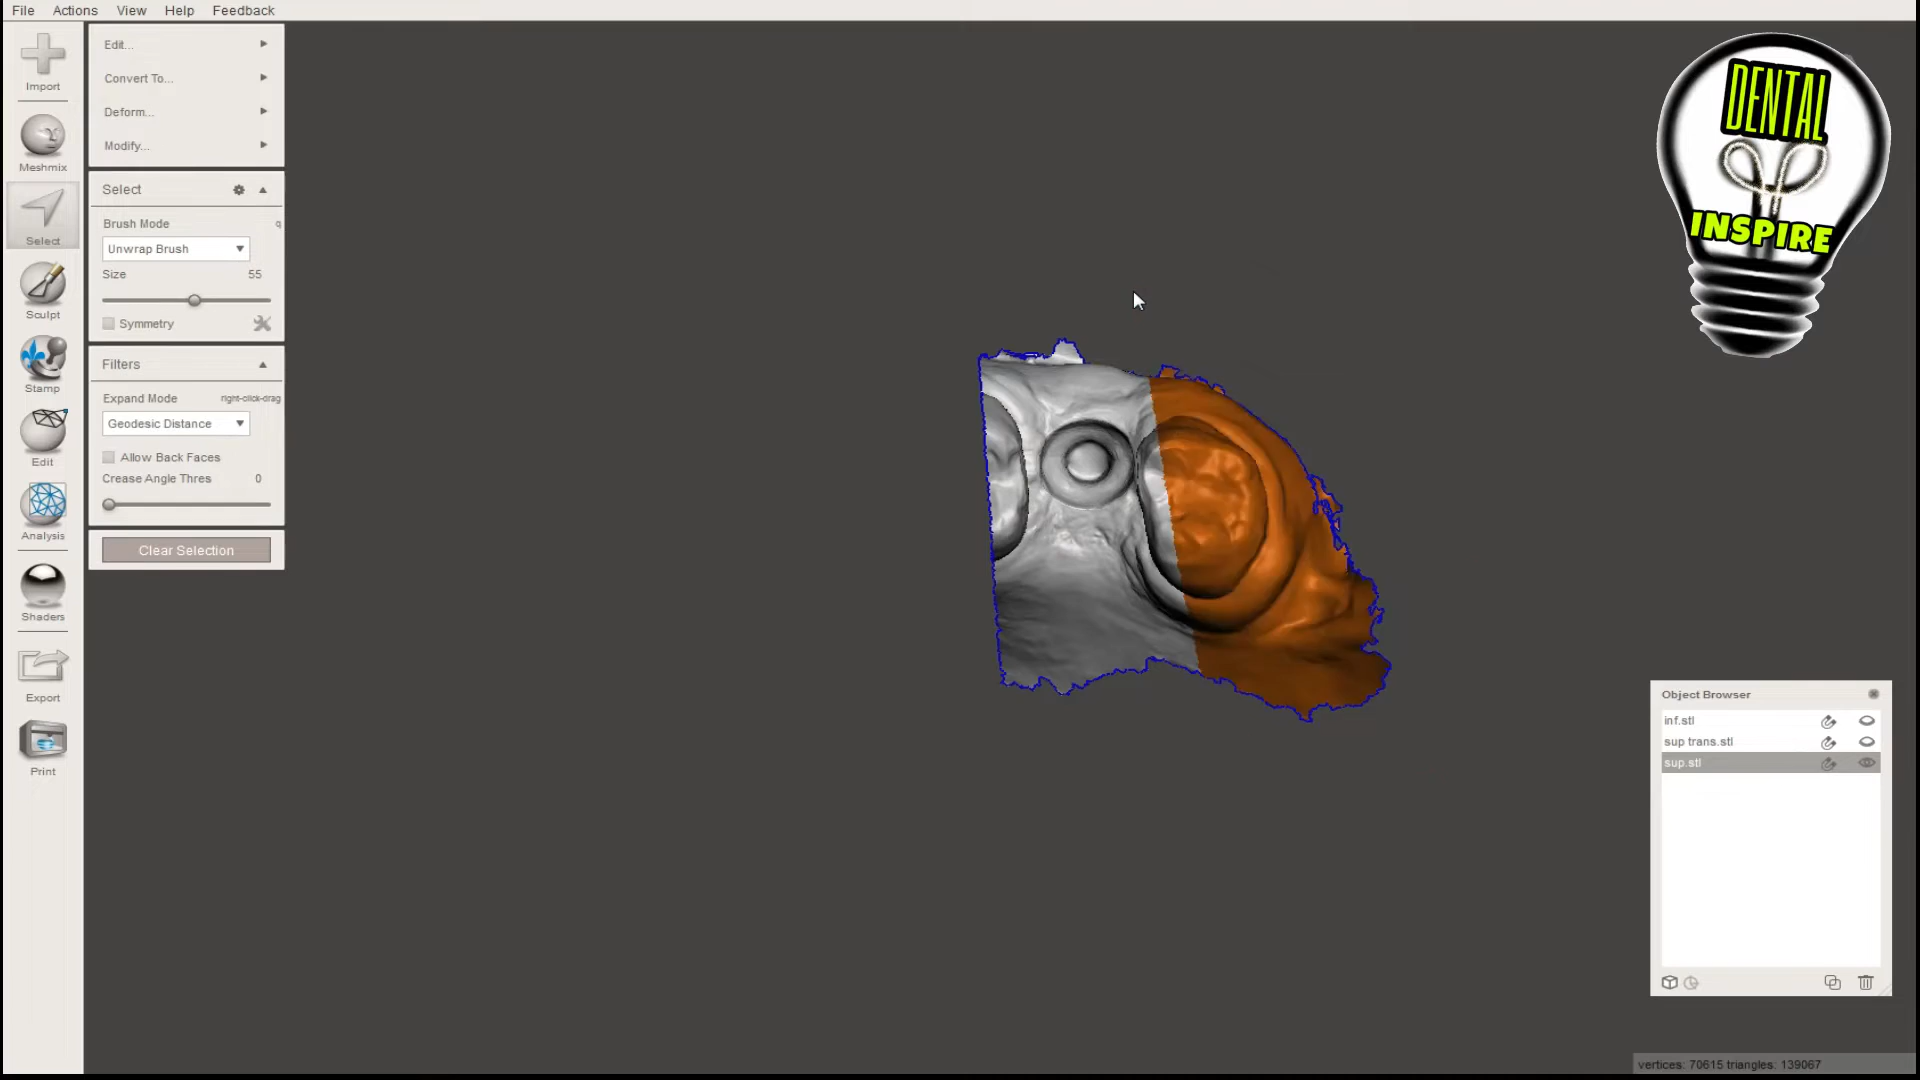 File Actions View Help Feedback
Import
Meshmix
Select
Sculpt
Stamp
Edit
Analysis
Shaders
Export
Print
Edit...
Convert To...
Deform...
Modify...
Select
Brush Mode q
Unwrap Brush
Size 55
Symmetry
Filters
Expand Mode right-click-drag
Geodesic Distance
Allow Back Faces
Crease Angle Thres 0
Clear Selection
DENTAL
INSPIRE
Object Browser
inf.stl
sup trans.stl
sup.stl
vertices: 70615 triangles: 139067